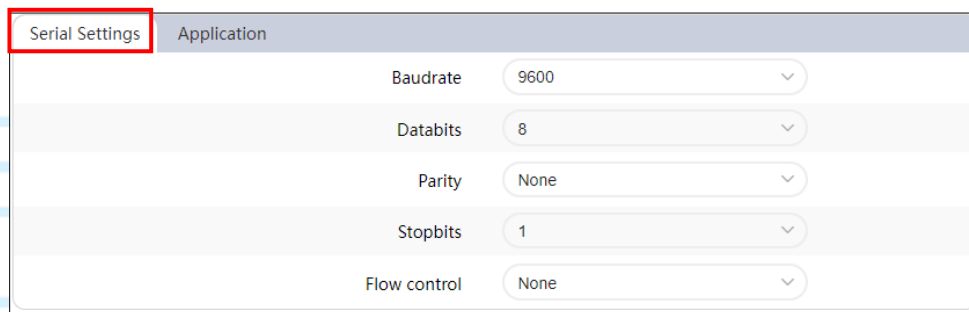 Serial Settings Application
Baudrate 9600
Databits 8
Parity None
Stopbits 1
Flow control None